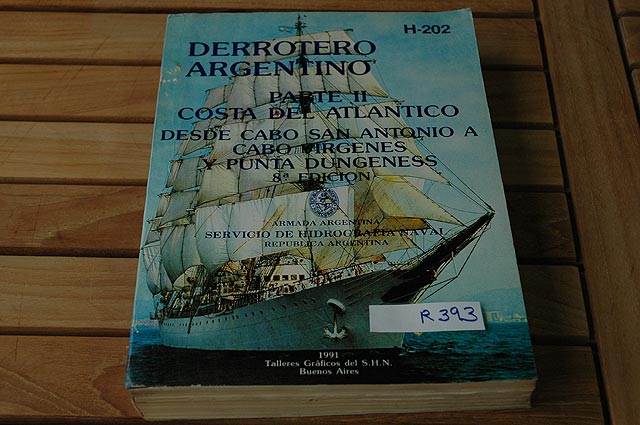 H-202
DERROTERO
ARGENTINO
PARTE II
COSTA DEL ATLANTICO
DESDE CABO SAN ANTONIO A
CABO VIRGENES
Y PUNTA DUNGENESS
8ª EDICION
ARMADA ARGENTINA
SERVICIO DE HIDROGRAFIA NAVAL
REPUBLICA ARGENTINA
R 393
1991
Talleres Gráficos del S.H.N.
Buenos Aires